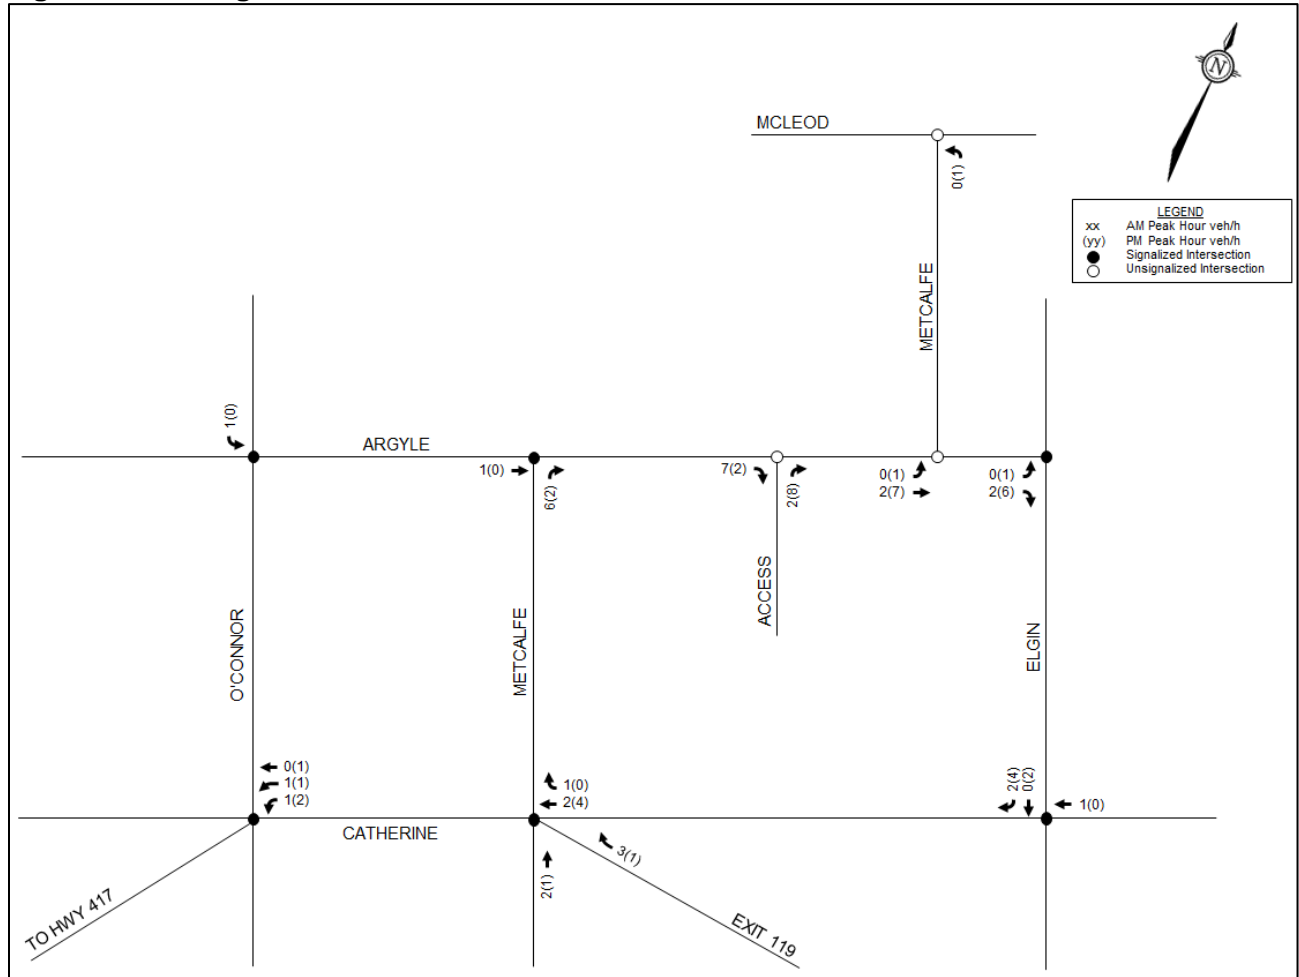 N
MCLEOD
0(1)
LEGEND
xx AM Peak Hour veh/h
(yy) PM Peak Hour veh/h
Signalized Intersection
Unsignalized Intersection
METCALFE
1(0)
ARGYLE
1(0)
6(2)
7(2)
2(8)
0(1)
2(7)
0(1)
2(6)
ACCESS
O'CONNOR
METCALFE
ELGIN
0(1)
1(1)
1(2)
1(0)
2(4)
2(4)
0(2)
1(0)
CATHERINE
3(1)
2(1)
TO HWY 417
EXIT 119